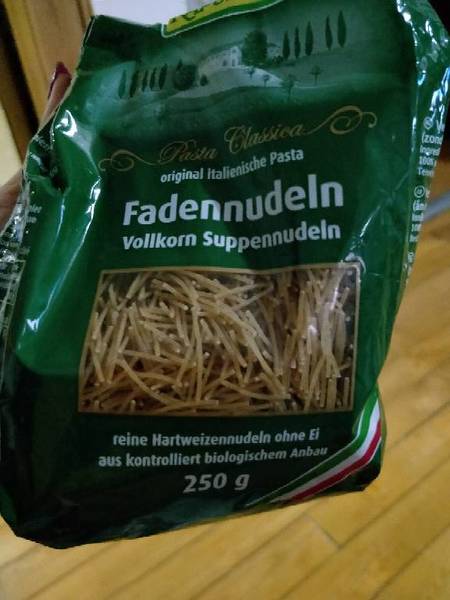 Pasta Classica
original italienische Pasta
Fadennudeln
Vollkorn Suppennudeln
reine Hartweizennudeln ohne Ei
aus kontrolliert biologischem Anbau
250 g